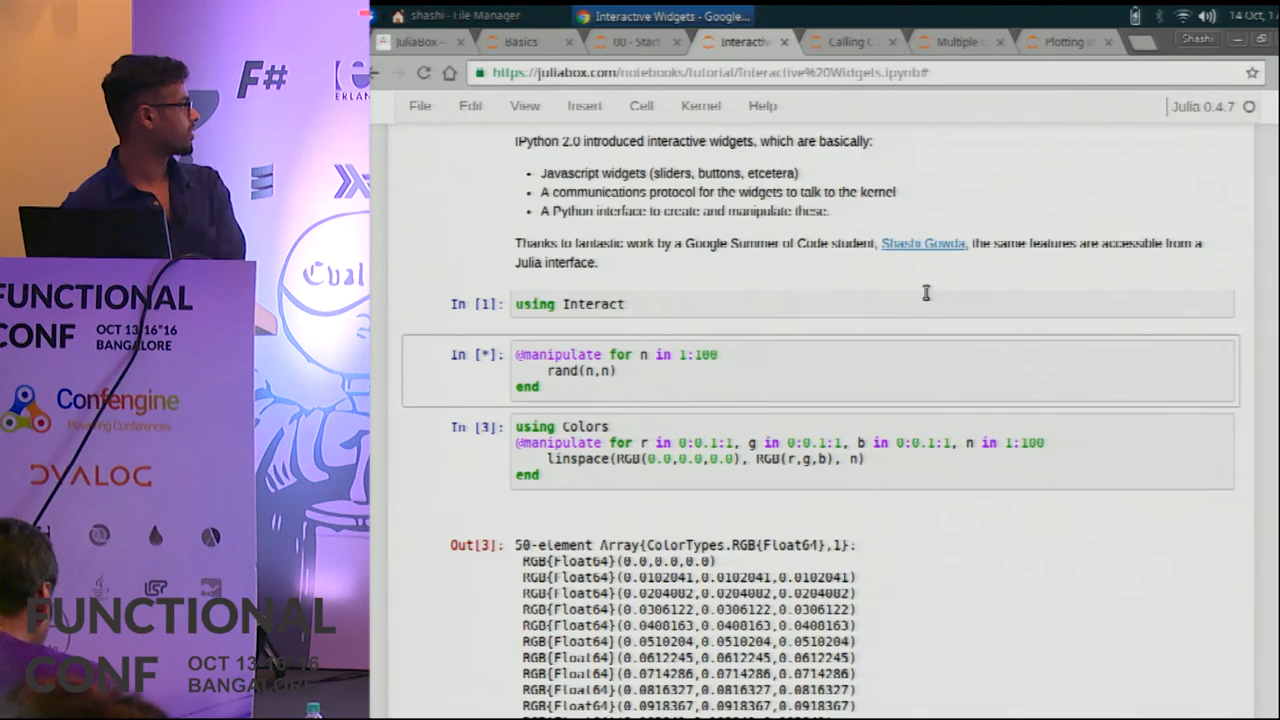 F#
ERLAN
FUNCTIONAL
CONF
OCT 13-16"16
BANGALORE
Confengine
Powering Conferences
DYALOG
FUNCTIONAL
CONF
OCT 13-16"16
BANGALORE
shashi - File Manager
Interactive Widgets - Google...
14 Oct, 1
JuliaBox
Basics
00 - Start
Interactiv
Calling C
Multiple
Plotting in
Shashi
https://juliabox.com/notebooks/tutorial/Interactive%20Widgets.ipynb#
File Edit View Insert Cell Kernel Help
Julia 0.4.7
IPython 2.0 introduced interactive widgets, which are basically:
• Javascript widgets (sliders, buttons, etcetera)
• A communications protocol for the widgets to talk to the kernel
• A Python interface to create and manipulate these.
Thanks to fantastic work by a Google Summer of Code student, Shashi Gowda, the same features are accessible from a
Julia interface.
In [1]: using Interact
In [*]: @manipulate for n in 1:100
rand(n,n)
end
In [3]: using Colors
@manipulate for r in 0:0.1:1, g in 0:0.1:1, b in 0:0.1:1, n in 1:100
linspace(RGB(0.0,0.0,0.0), RGB(r,g,b), n)
end
Out[3]: 50-element Array{ColorTypes.RGB{Float64},1}:
RGB{Float64}(0.0,0.0,0.0)
RGB{Float64}(0.0102041,0.0102041,0.0102041)
RGB{Float64}(0.0204082,0.0204082,0.0204082)
RGB{Float64}(0.0306122,0.0306122,0.0306122)
RGB{Float64}(0.0408163,0.0408163,0.0408163)
RGB{Float64}(0.0510204,0.0510204,0.0510204)
RGB{Float64}(0.0612245,0.0612245,0.0612245)
RGB{Float64}(0.0714286,0.0714286,0.0714286)
RGB{Float64}(0.0816327,0.0816327,0.0816327)
RGB{Float64}(0.0918367,0.0918367,0.0918367)